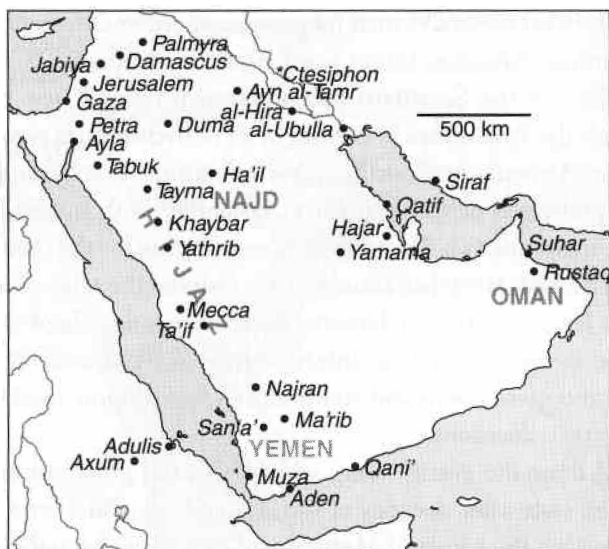 Palmyra
Damascus
Jabiya
Ctesiphon
Jerusalem
Ayn al-Tamr
Gaza
al-Hira
500 km
Petra
Duma
al-Ubulla
Ayla
Tabuk
Ha'il
Siraf
Tayma
NAJD
Qatif
Khaybar
Hajar
HIJAZ
Yathrib
Yamama
Suhar
Rustaq
OMAN
Mecca
Ta'if
Najran
Ma'rib
Sanaʿ'
Adulis
YEMEN
Axum
Qani'
Muza
Aden